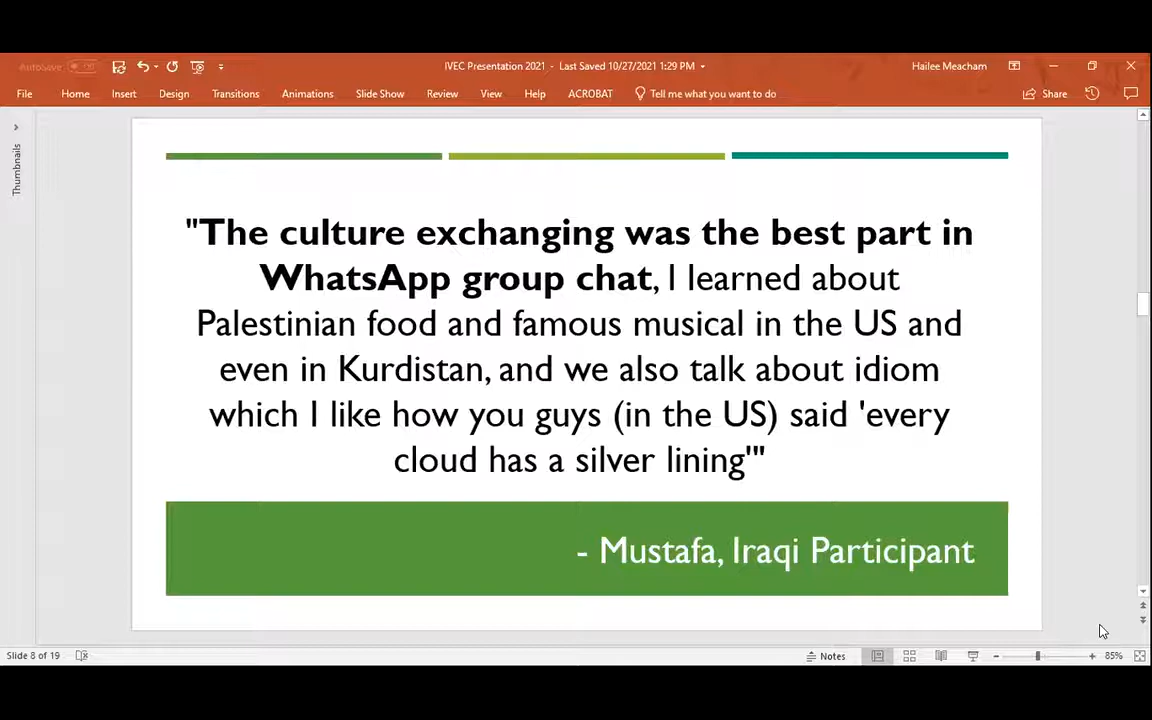 AutoSave Off
IVEC Presentation 2021 - Last Saved 10/27/2021 1:29 PM
Hailee Meacham
File Home Insert Design Transitions Animations Slide Show Review View Help ACROBAT Tell me what you want to do Share
Thumbnails
"The culture exchanging was the best part in
WhatsApp group chat, I learned about
Palestinian food and famous musical in the US and
even in Kurdistan, and we also talk about idiom
which I like how you guys (in the US) said 'every
cloud has a silver lining'"
- Mustafa, Iraqi Participant
Slide 8 of 19 Notes 85%